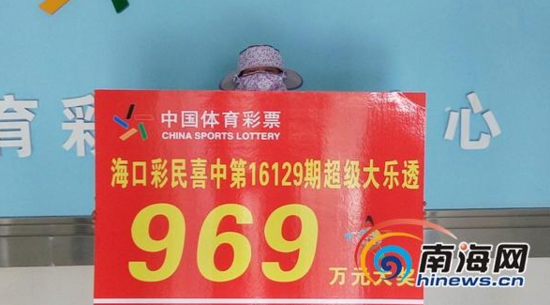 育彩
心
中国体育彩票
CHINA SPORTS LOTTERY
海口彩民喜中第16129期超级大乐透
969
万元大奖
南海网
hinews.cn